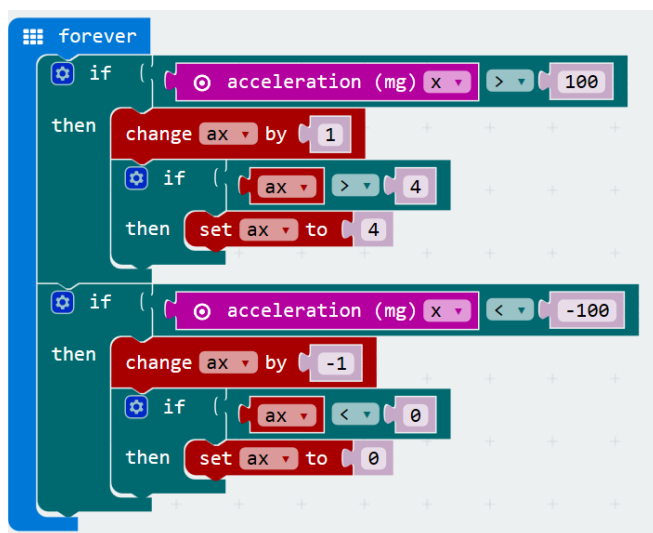 forever
if ( acceleration (mg) x > 100
then change ax by 1
if ( ax > 4
then set ax to 4
if ( acceleration (mg) x < -100
then change ax by -1
if ( ax < 0
then set ax to 0